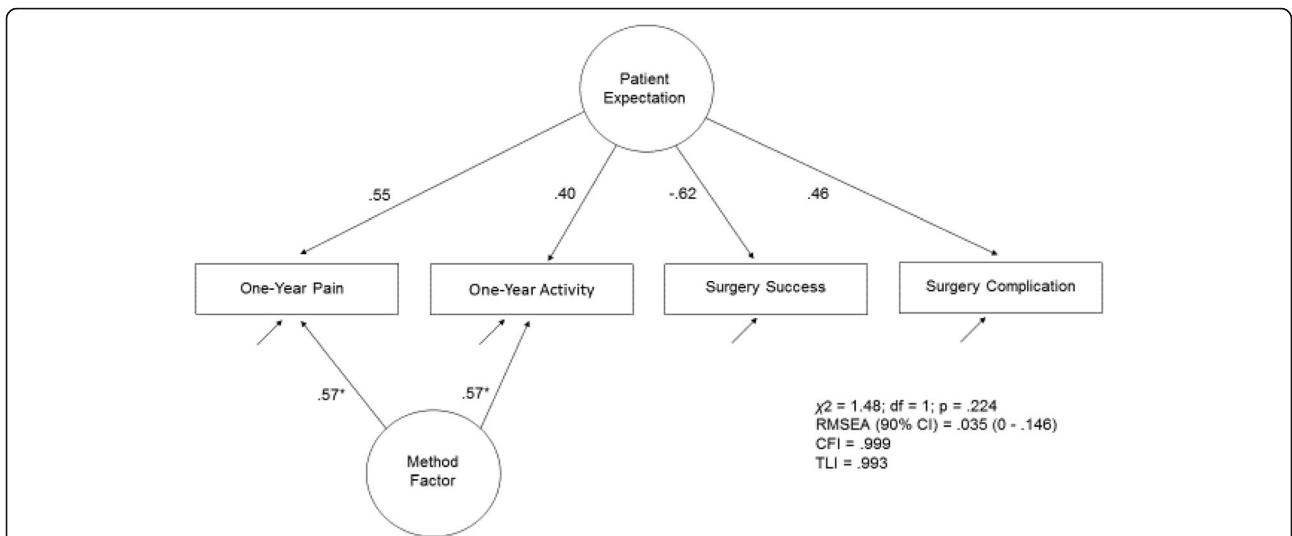 Patient
Expectation
.55
.40
-.62
.46
One-Year Pain
One-Year Activity
Surgery Success
Surgery Complication
.57*
.57*
χ2 = 1.48; df = 1; p = .224
RMSEA (90% CI) = .035 (0 - .146)
CFI = .999
TLI = .993
Method
Factor